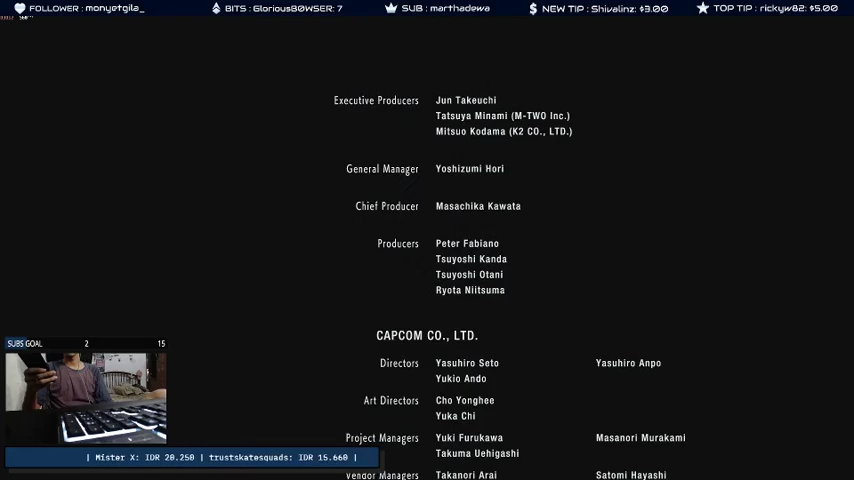 FOLLOWER : monyetgila_
BITS : GloriousB0WSER: 7
SUB : marthadewa
NEW TIP : Shivalinz: $3.00
TOP TIP : rickyw82: $5.00
Executive Producers Jun Takeuchi
Tatsuya Minami (M-TWO Inc.)
Mitsuo Kodama (K2 CO., LTD.)
General Manager Yoshizumi Hori
Chief Producer Masachika Kawata
Producers Peter Fabiano
Tsuyoshi Kanda
Tsuyoshi Otani
Ryota Niitsuma
CAPCOM CO., LTD.
Directors Yasuhiro Seto Yasuhiro Anpo
Yukio Ando
Art Directors Cho Yonghee
Yuka Chi
Project Managers Yuki Furukawa Masanori Murakami
Takuma Uehigashi
Vendor Managers Takanori Arai Satomi Hayashi
SUBS GOAL 2 15
| Mister X: IDR 20.250 | trustskatesquads: IDR 15.660 |